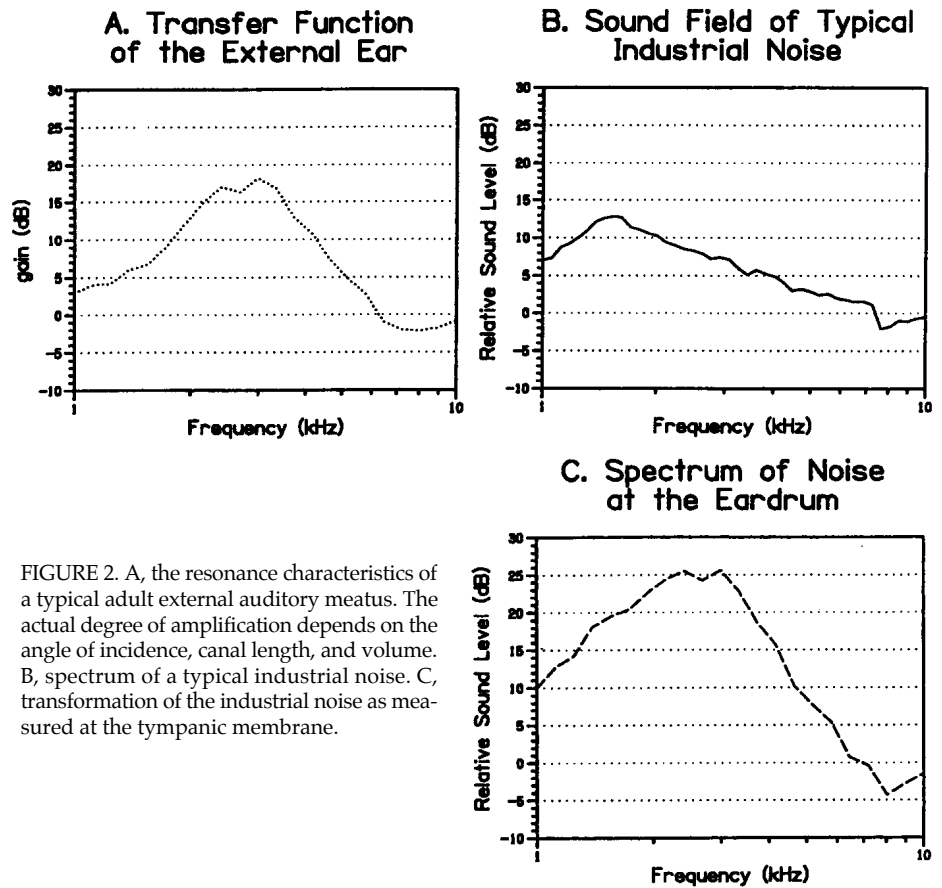 A. Transfer Function
of the External Ear
30
25
20
15
10
5
0
-5
-10
gain (dB)
1
10
Frequency (kHz)
B. Sound Field of Typical
Industrial Noise
30
25
20
15
10
5
0
-5
-10
Relative Sound Level (dB)
1
10
Frequency (kHz)
C. Spectrum of Noise
at the Eardrum
30
25
20
15
10
5
0
-5
-10
Relative Sound Level (dB)
1
10
Frequency (kHz)
FIGURE 2. A, the resonance characteristics of
a typical adult external auditory meatus. The
actual degree of amplification depends on the
angle of incidence, canal length, and volume.
B, spectrum of a typical industrial noise. C,
transformation of the industrial noise as mea-
sured at the tympanic membrane.